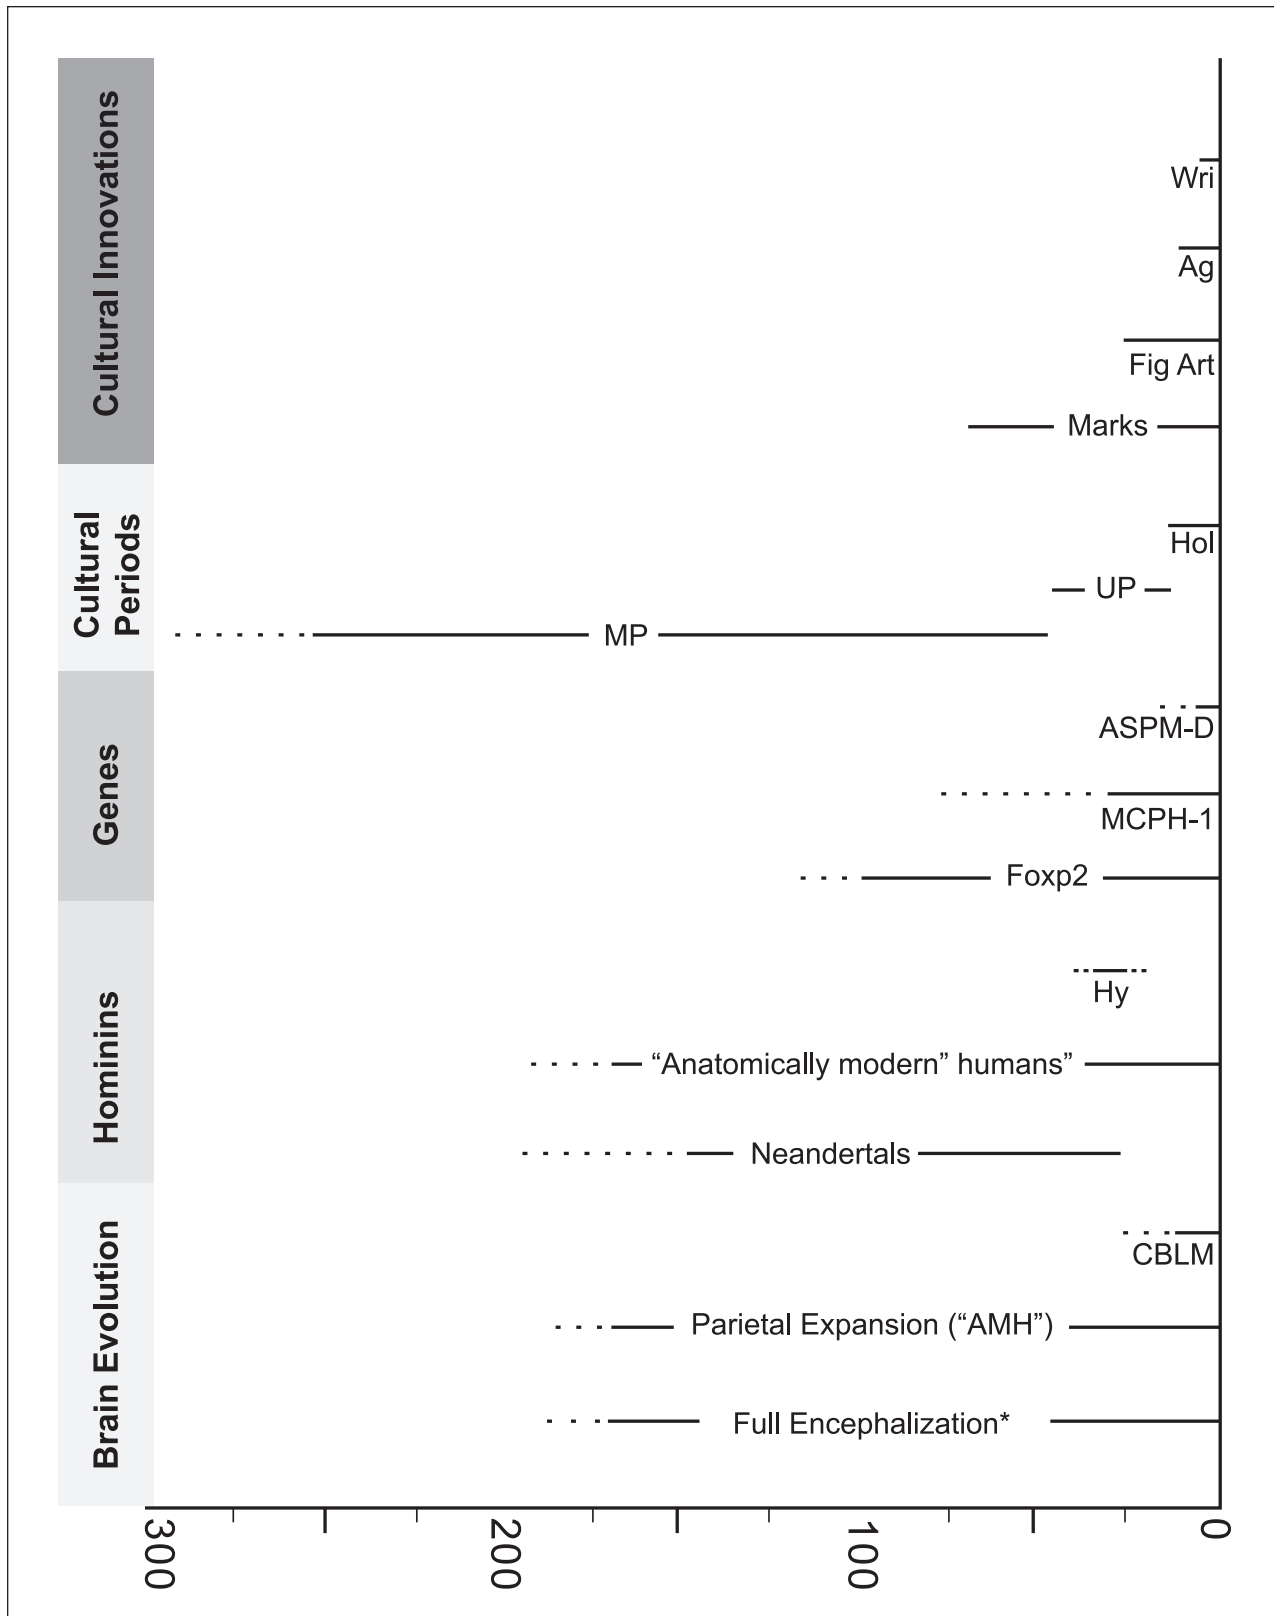 Cultural Innovations
Wri
Ag
Fig Art
Marks
Cultural
Periods
Hol
UP
MP
Genes
ASPM-D
MCPH-1
Foxp2
Hominins
Hy
“Anatomically modern” humans”
Neandertals
Brain Evolution
CBLM
Parietal Expansion (“AMH”)
Full Encephalization*
300
200
100
0